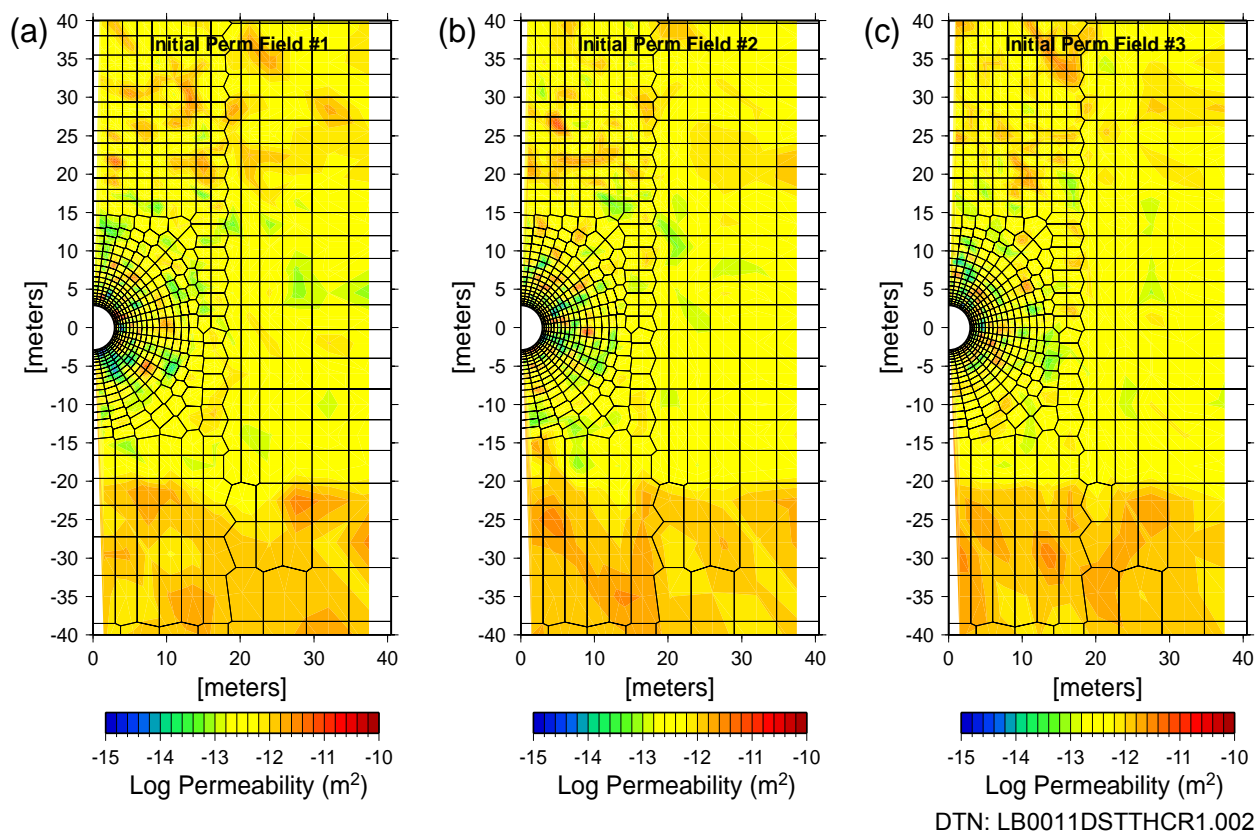 (a)
Initial Perm Field #1
40
35
30
25
20
15
10
5
0
-5
-10
-15
-20
-25
-30
-35
-40
[meters]
0 10 20 30 40
[meters]
-15 -14 -13 -12 -11 -10
Log Permeability (m²)
(b)
Initial Perm Field #2
40
35
30
25
20
15
10
5
0
-5
-10
-15
-20
-25
-30
-35
-40
[meters]
0 10 20 30 40
[meters]
-15 -14 -13 -12 -11 -10
Log Permeability (m²)
(c)
Initial Perm Field #3
40
35
30
25
20
15
10
5
0
-5
-10
-15
-20
-25
-30
-35
-40
[meters]
0 10 20 30 40
[meters]
-15 -14 -13 -12 -11 -10
Log Permeability (m²)
DTN: LB0011DSTTHCR1.002